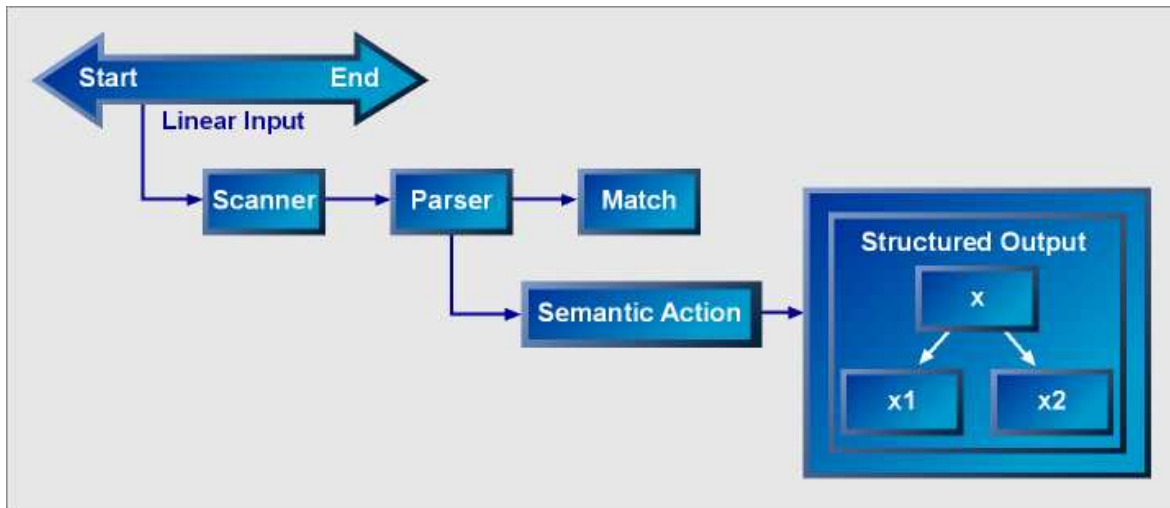 Start End
Linear Input
Scanner Parser Match
Structured Output
x
Semantic Action
x1 x2